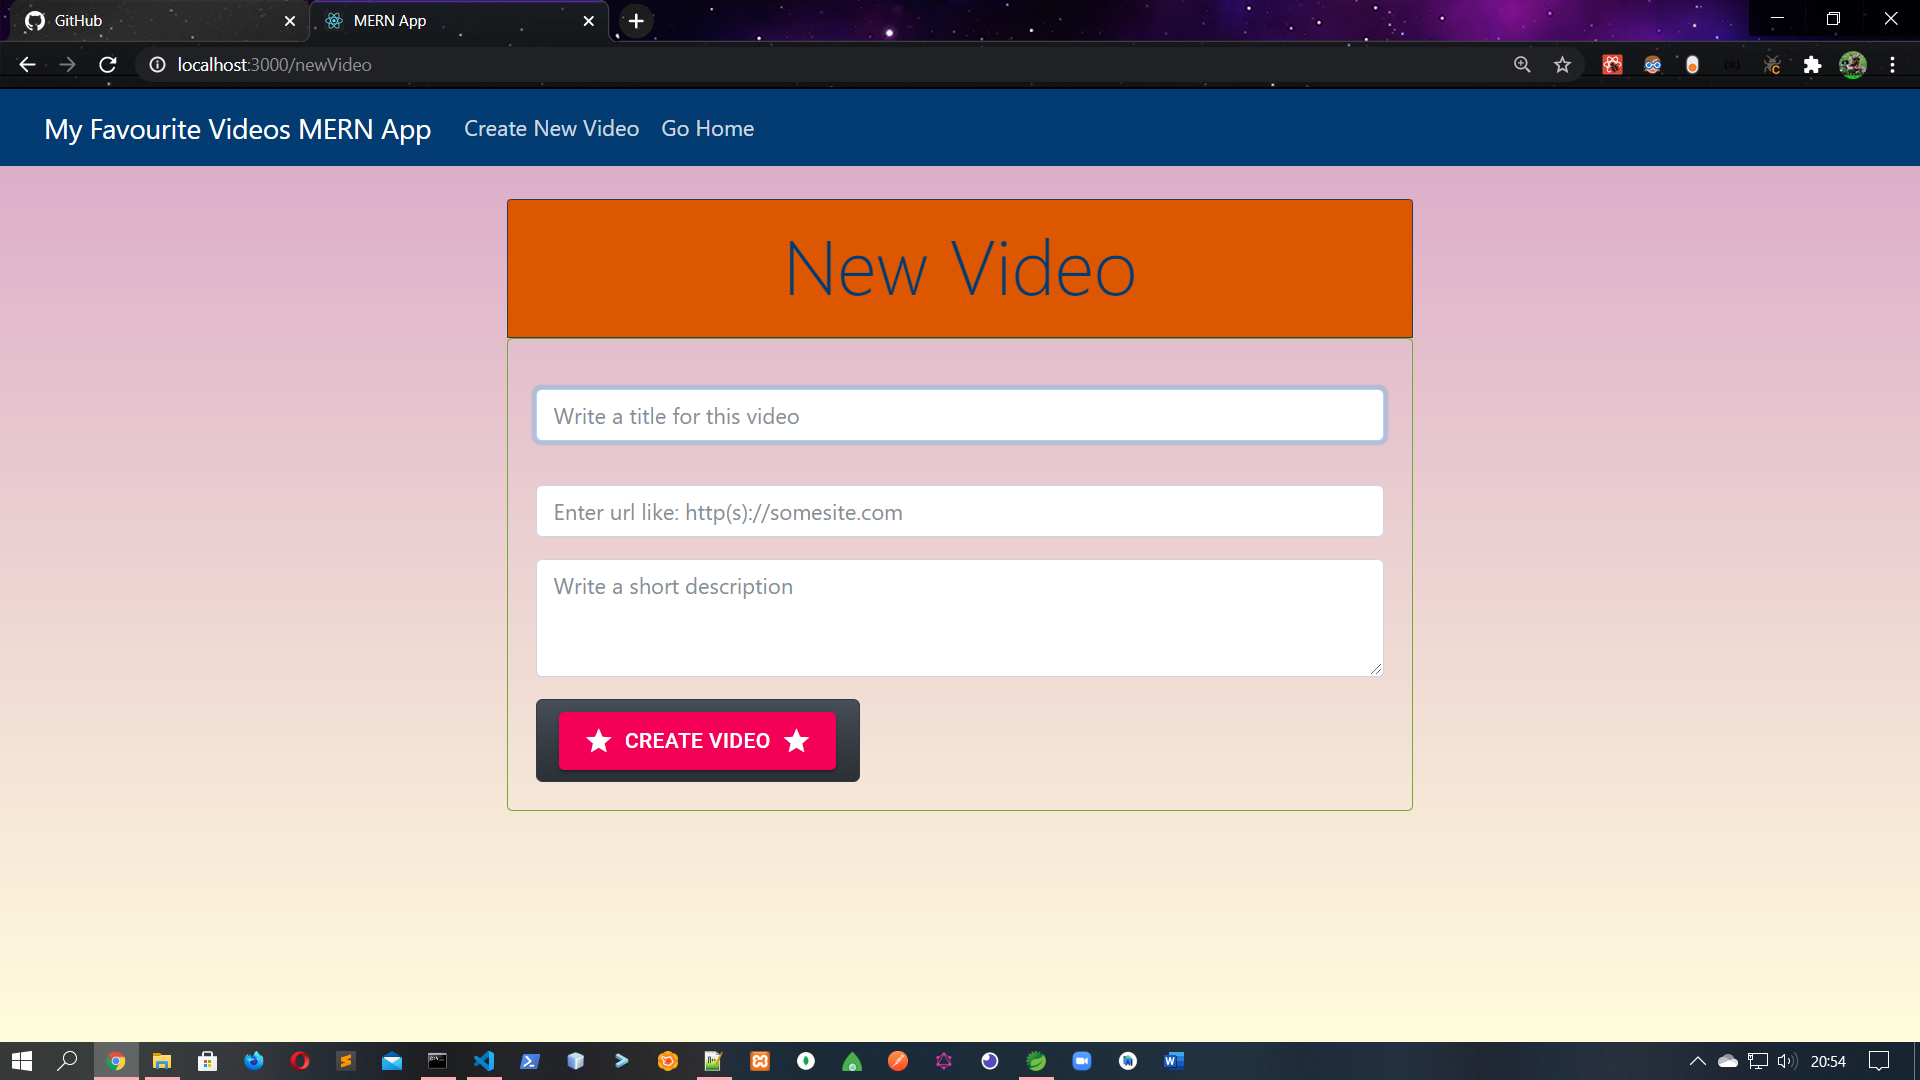 GitHub
MERN App
localhost:3000/newVideo
My Favourite Videos MERN App
Create New Video
Go Home
New Video
Write a title for this video
Enter url like: http(s)://somesite.com
Write a short description
CREATE VIDEO
20:54